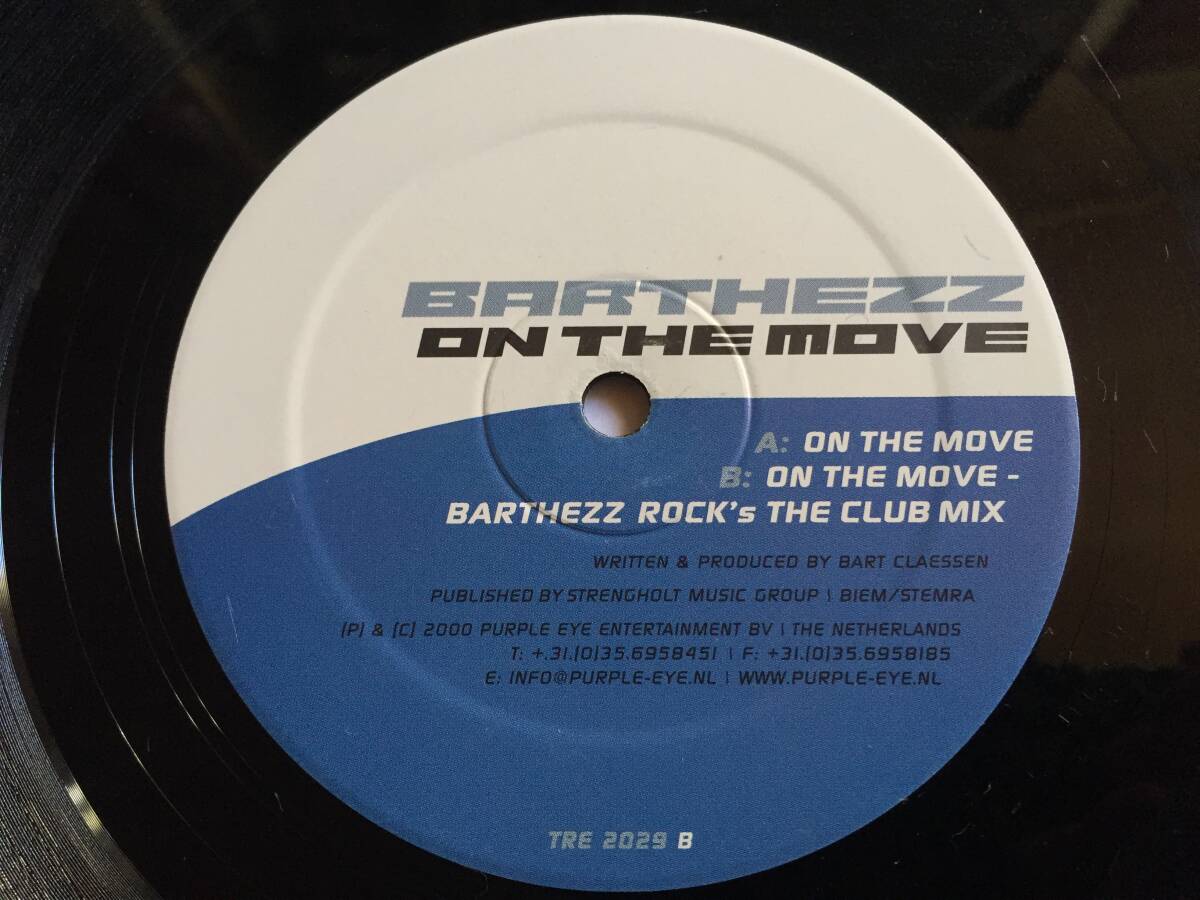 BARTHEZZ
ON THE MOVE
A: ON THE MOVE
B: ON THE MOVE -
BARTHEZZ ROCK's THE CLUB MIX
WRITTEN & PRODUCED BY BART CLAESSEN
PUBLISHED BY STRENGHOLT MUSIC GROUP | BIEM/STEMRA
(P) & (C) 2000 PURPLE EYE ENTERTAINMENT BV | THE NETHERLANDS
T: +.31.(0)35.6958451 | F: +31.(0)35.6958185
E: INFO@PURPLE-EYE.NL | WWW.PURPLE-EYE.NL
TRE 2029 B